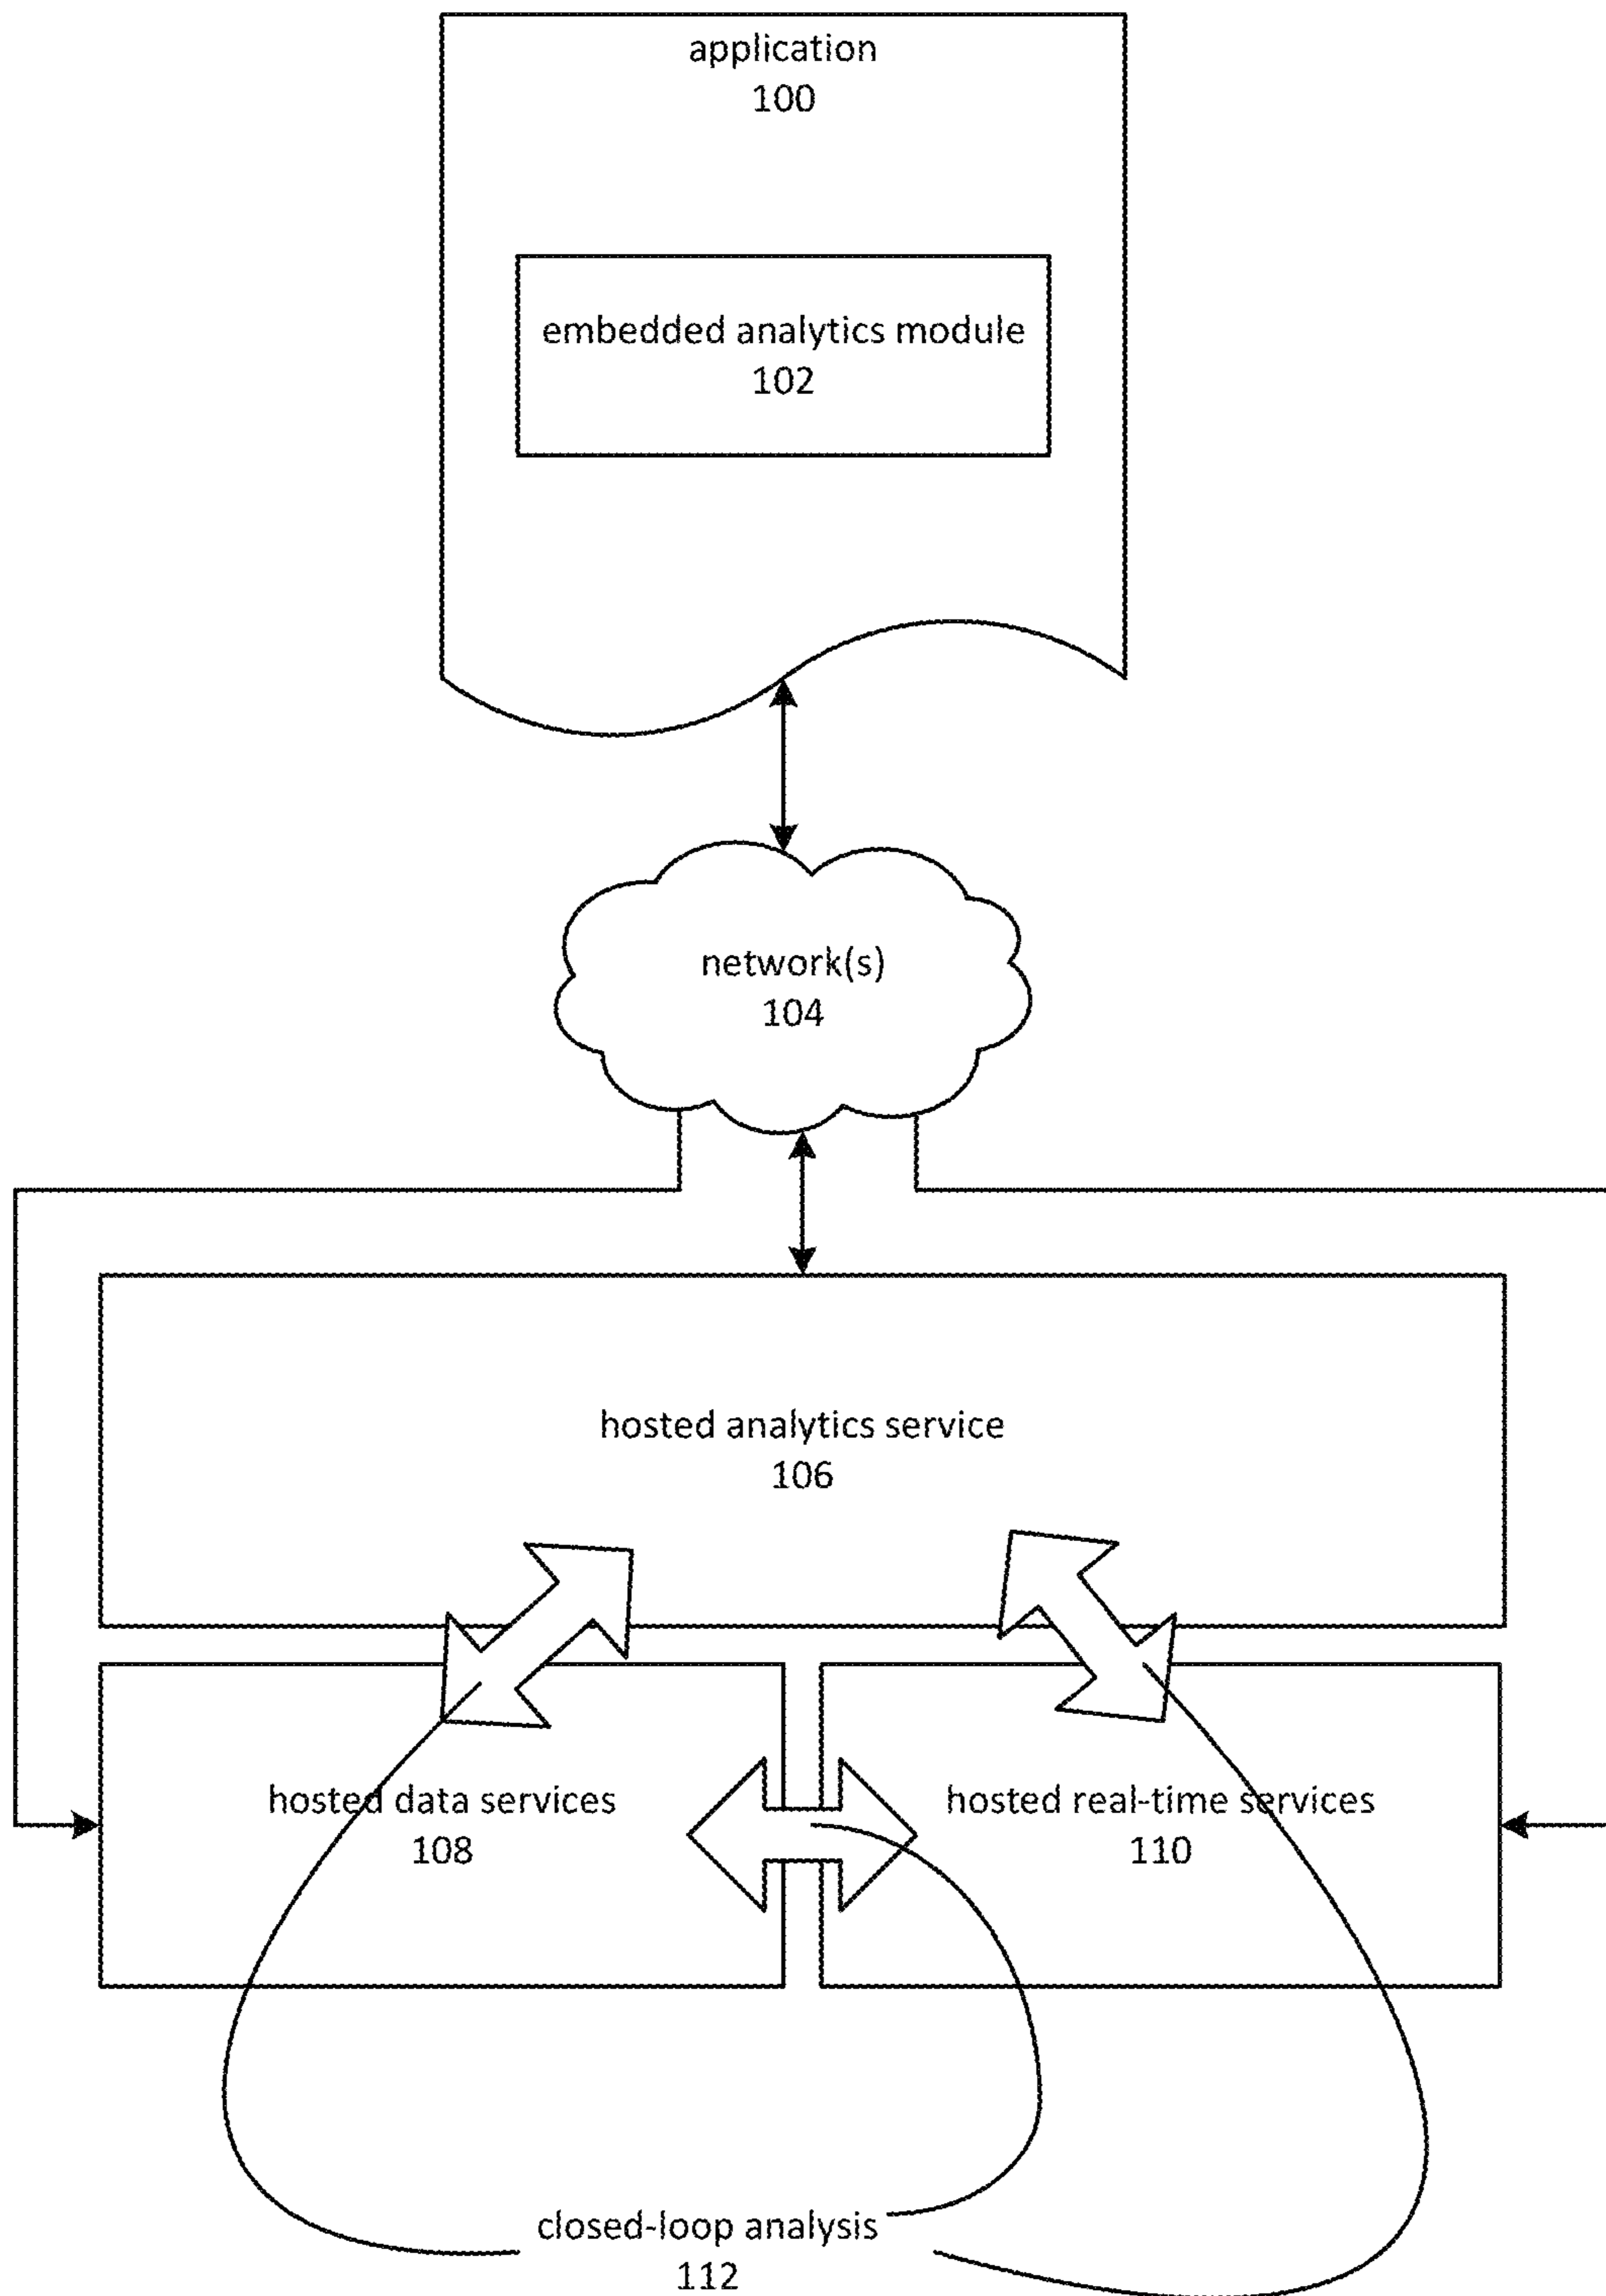 application
100
embedded analytics module
102
network(s)
104
hosted analytics service
106
hosted data services
108
hosted real-time services
110
closed-loop analysis
112